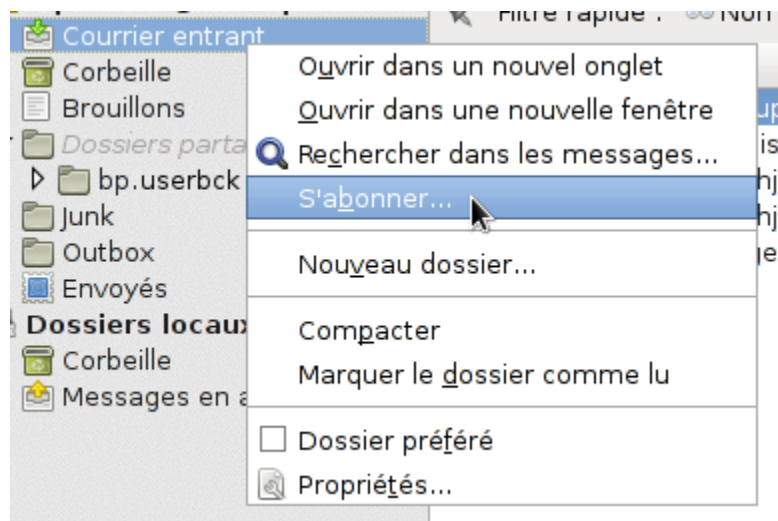 Courrier entrant
Corbeille
Brouillons
Dossiers parta
bp.userbck
Junk
Outbox
Envoyés
Dossiers locaux
Corbeille
Messages en a
Filtre rapide :
Non
Ouvrir dans un nouvel onglet
Ouvrir dans une nouvelle fenêtre
Rechercher dans les messages...
S'abonner...
Nouveau dossier...
Compacter
Marquer le dossier comme lu
Dossier préféré
Propriétés...